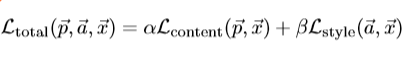 ℒ_total(p⃗, a⃗, x⃗) = αℒ_content(p⃗, x⃗) + βℒ_style(a⃗, x⃗)